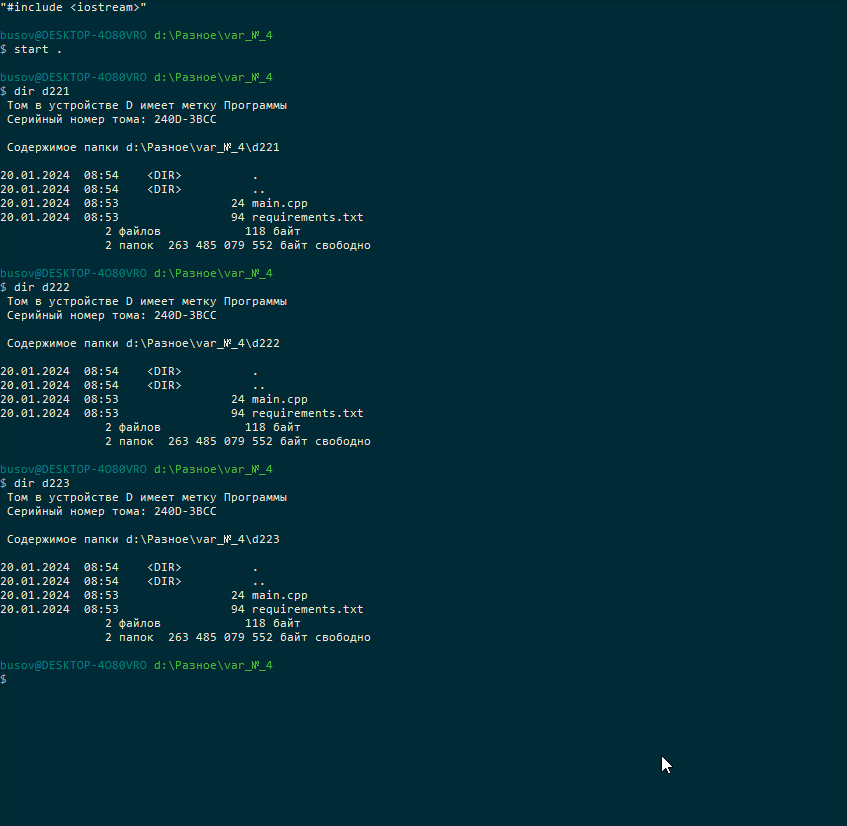 "#include <iostream>"
busov@DESKTOP-4O80VRO d:\Разное\var_№_4
$ start .
busov@DESKTOP-4O80VRO d:\Разное\var_№_4
$ dir d221
Том в устройстве D имеет метку Программы
Серийный номер тома: 240D-3BCC
Содержимое папки d:\Разное\var_№_4\d221
20.01.2024  08:54    <DIR>          .
20.01.2024  08:54    <DIR>          ..
20.01.2024  08:53                24 main.cpp
20.01.2024  08:53                94 requirements.txt
2 файлов            118 байт
2 папок  263 485 079 552 байт свободно
busov@DESKTOP-4O80VRO d:\Разное\var_№_4
$ dir d222
Том в устройстве D имеет метку Программы
Серийный номер тома: 240D-3BCC
Содержимое папки d:\Разное\var_№_4\d222
20.01.2024  08:54    <DIR>          .
20.01.2024  08:54    <DIR>          ..
20.01.2024  08:53                24 main.cpp
20.01.2024  08:53                94 requirements.txt
2 файлов            118 байт
2 папок  263 485 079 552 байт свободно
busov@DESKTOP-4O80VRO d:\Разное\var_№_4
$ dir d223
Том в устройстве D имеет метку Программы
Серийный номер тома: 240D-3BCC
Содержимое папки d:\Разное\var_№_4\d223
20.01.2024  08:54    <DIR>          .
20.01.2024  08:54    <DIR>          ..
20.01.2024  08:53                24 main.cpp
20.01.2024  08:53                94 requirements.txt
2 файлов            118 байт
2 папок  263 485 079 552 байт свободно
busov@DESKTOP-4O80VRO d:\Разное\var_№_4
$